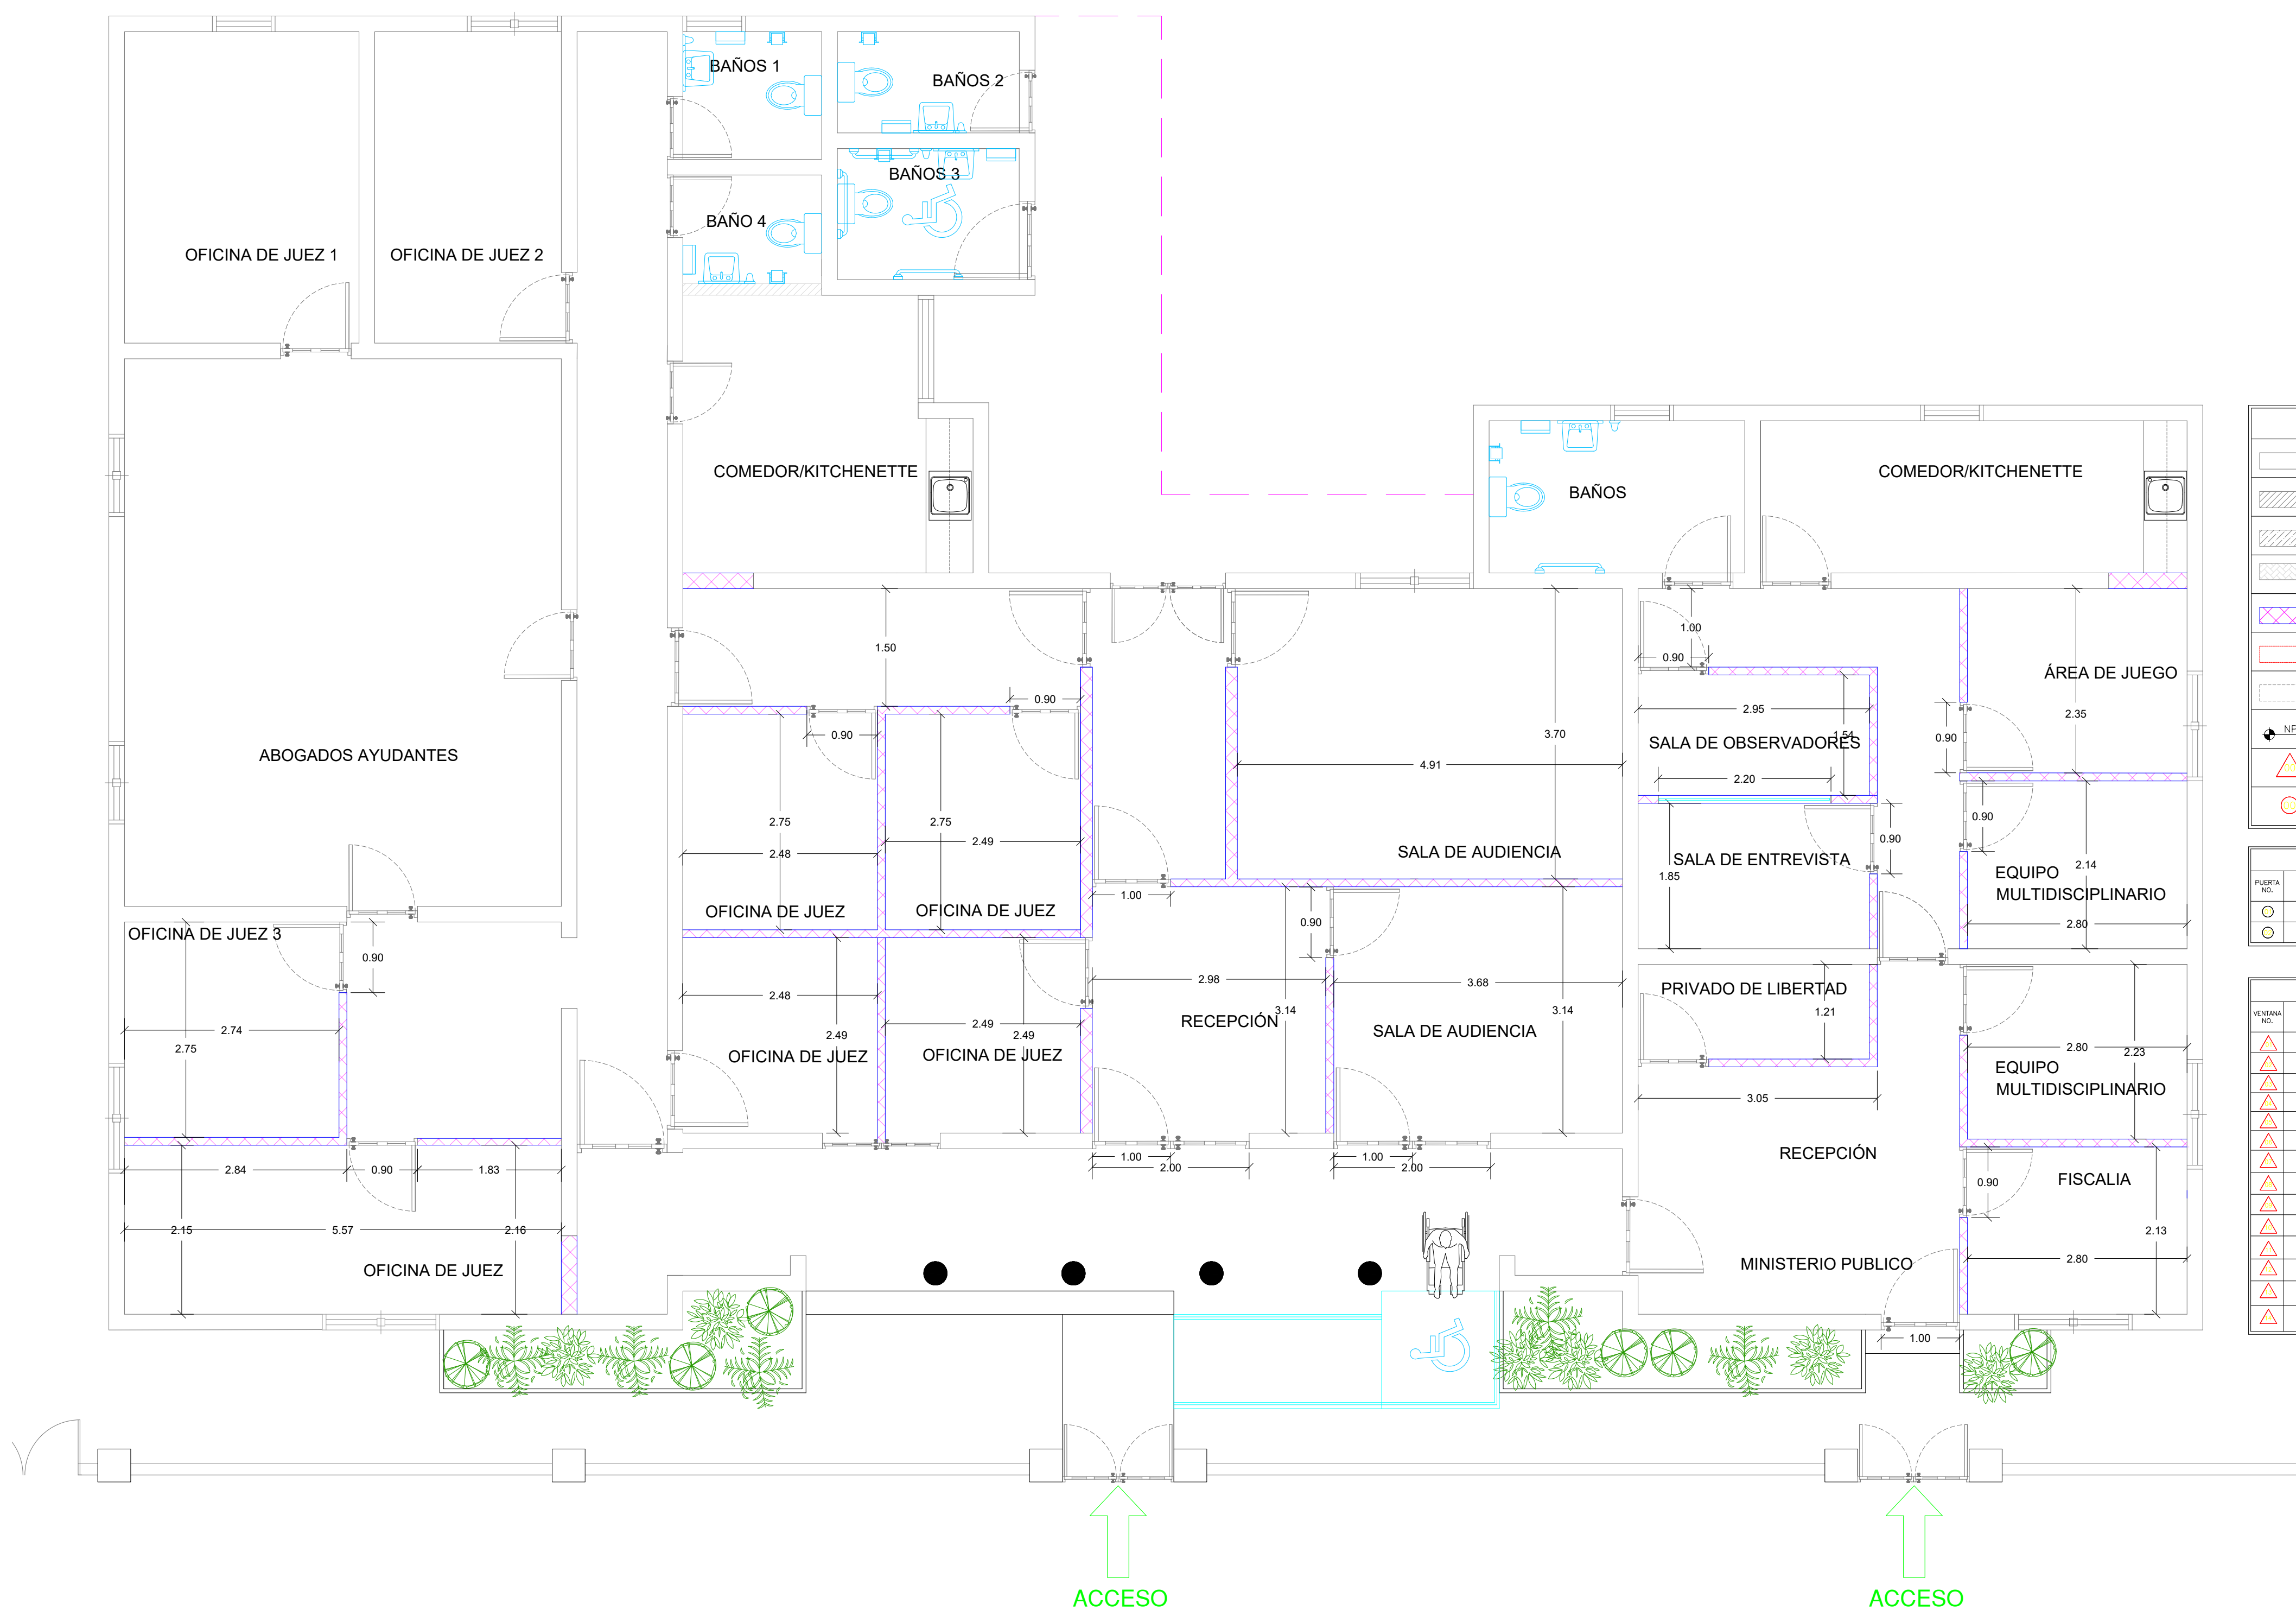 BAÑOS 1
BAÑOS 2
BAÑOS 3
BAÑO 4
OFICINA DE JUEZ 1
OFICINA DE JUEZ 2
COMEDOR/KITCHENETTE
BAÑOS
COMEDOR/KITCHENETTE
1.50
0.90
0.90
1.00
0.90
ÁREA DE JUEGO
2.35
0.90
2.95
SALA DE OBSERVADORES
1.54
2.20
ABOGADOS AYUDANTES
2.75
2.48
2.75
2.49
3.70
4.91
SALA DE AUDIENCIA
0.90
0.90
SALA DE ENTREVISTA
1.85
2.14
EQUIPO
MULTIDISCIPLINARIO
2.80
OFICINA DE JUEZ
OFICINA DE JUEZ
1.00
0.90
OFICINA DE JUEZ 3
0.90
2.74
2.75
2.48
2.49
OFICINA DE JUEZ
2.49
2.49
OFICINA DE JUEZ
2.98
RECEPCIÓN
3.14
3.68
3.14
SALA DE AUDIENCIA
PRIVADO DE LIBERTAD
1.21
3.05
2.80
2.23
EQUIPO
MULTIDISCIPLINARIO
2.84
0.90
1.83
1.00
2.00
1.00
2.00
RECEPCIÓN
FISCALIA
0.90
2.13
2.80
2.15
5.57
2.16
OFICINA DE JUEZ
MINISTERIO PUBLICO
1.00
ACCESO
ACCESO
PUERTA
NO.
VENTANA
NO.